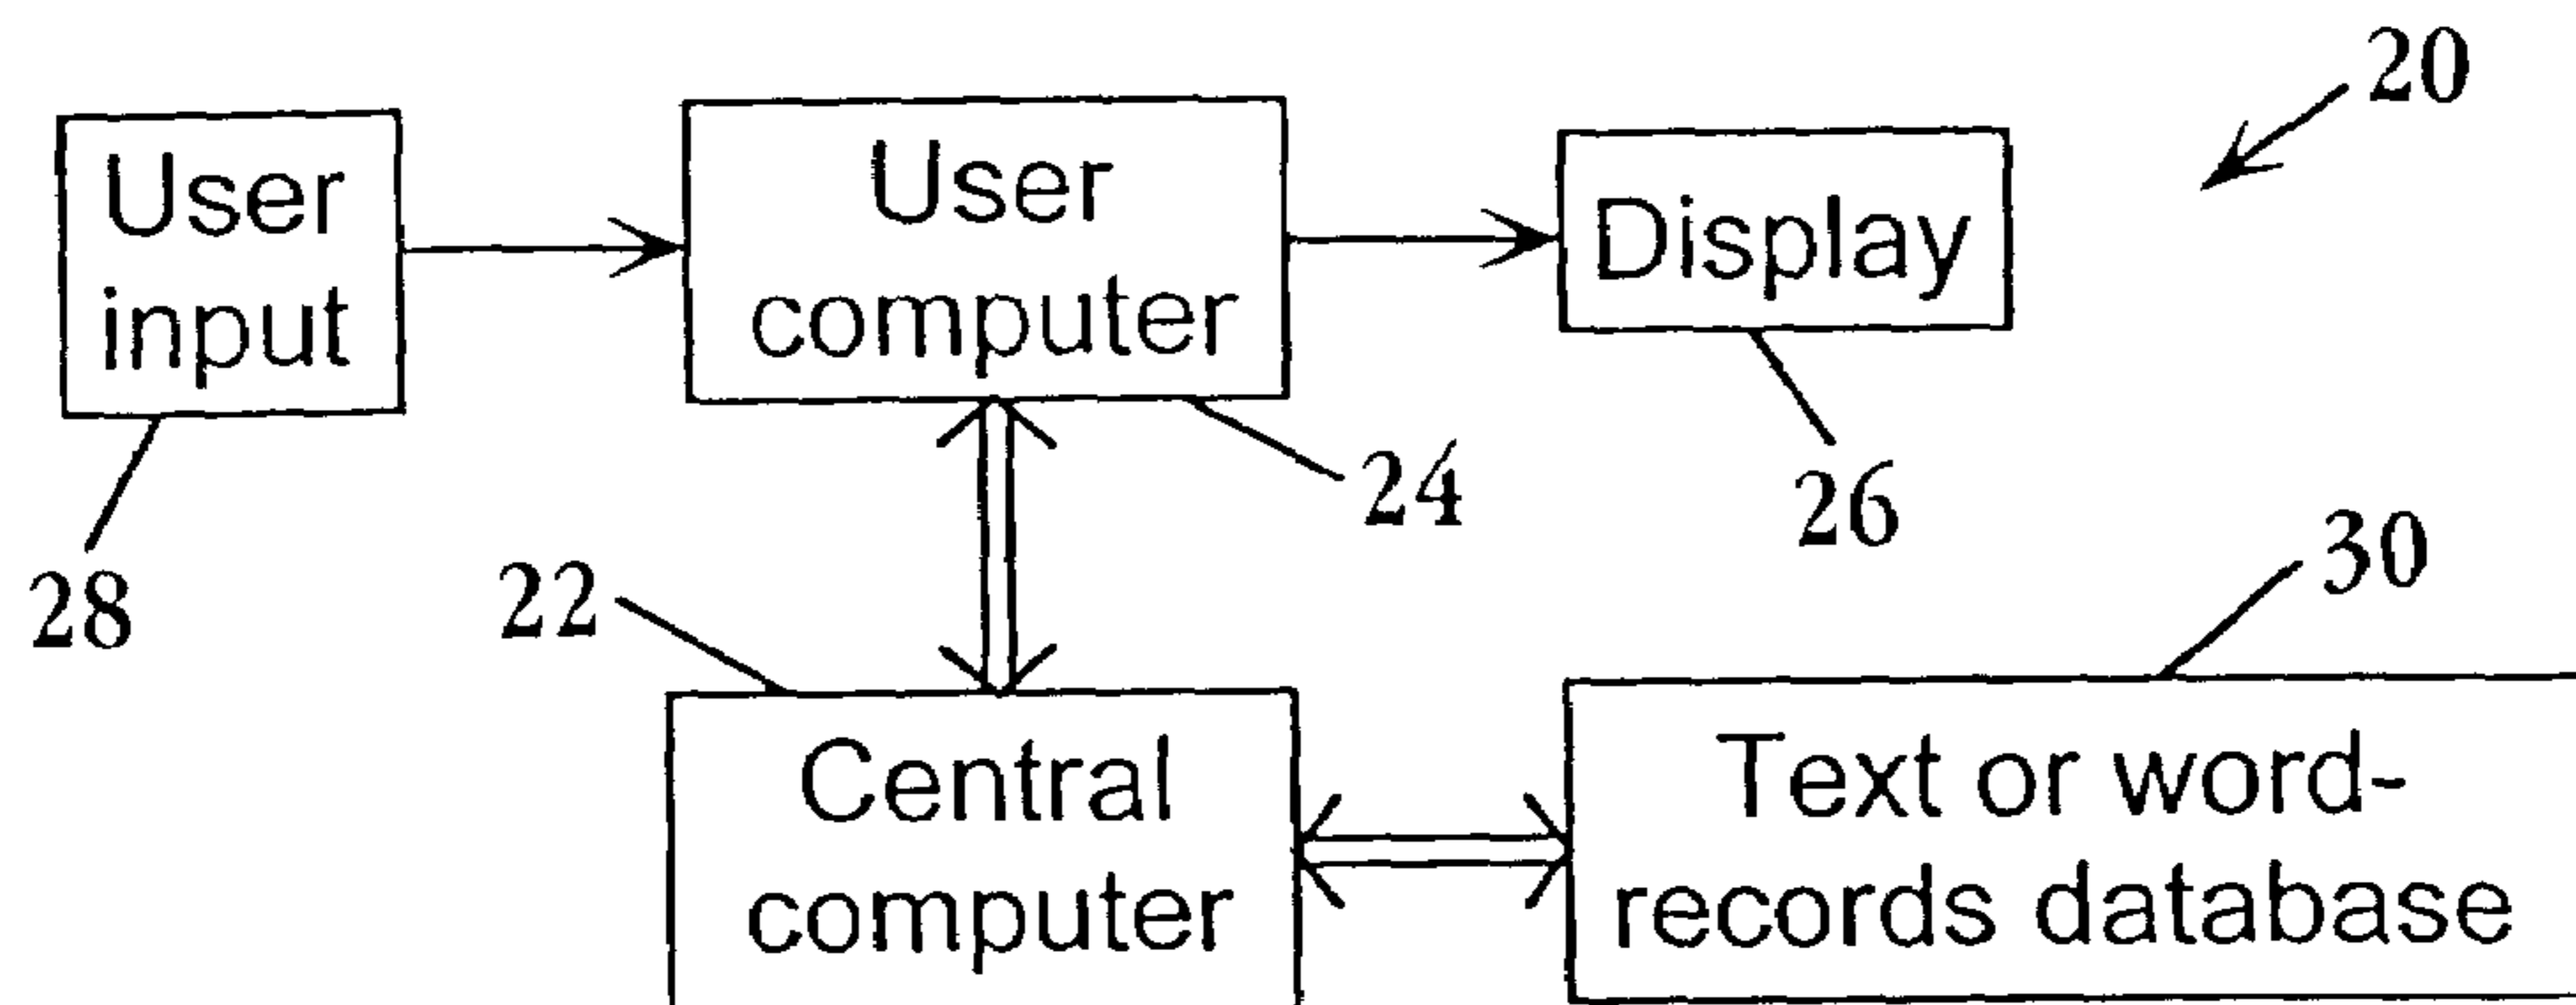 20
User
input
User
computer
Display
28
24
26
22
30
Central
computer
Text or word-
records database